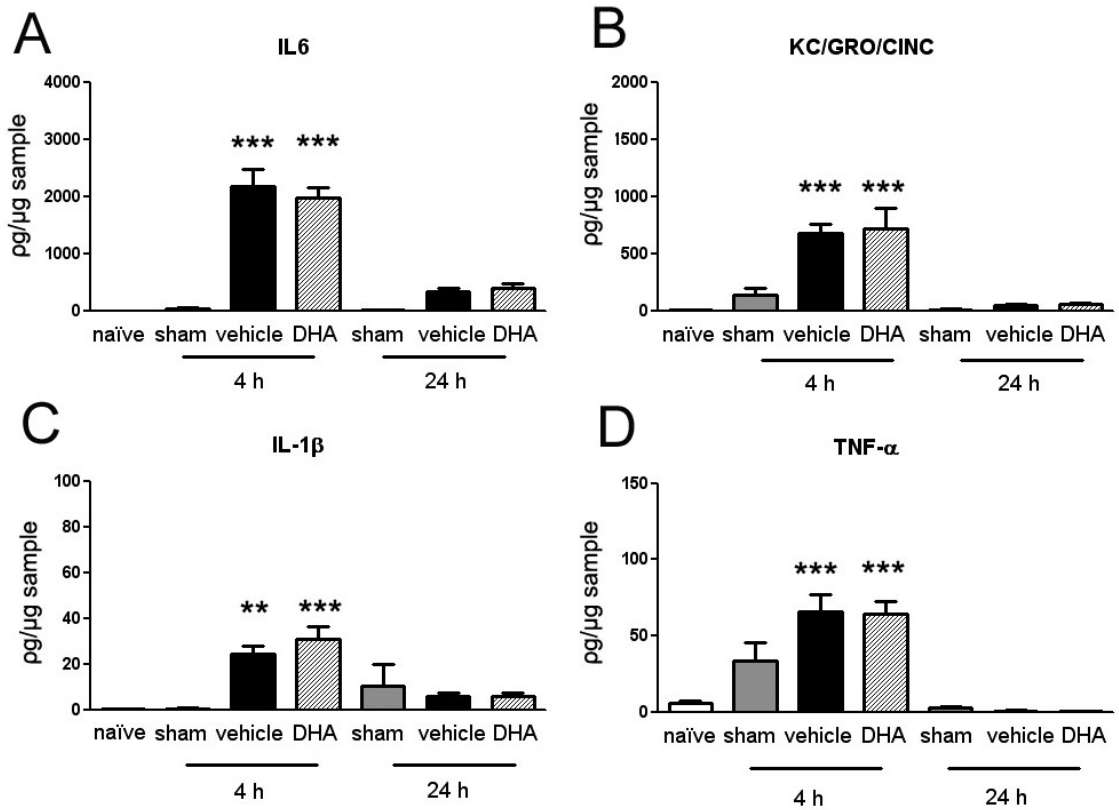 A
IL6
ρg/µg sample
4000
3000
2000
1000
0
*** ***
naïve sham vehicle DHA sham vehicle DHA
4 h 24 h
B
KC/GRO/CINC
ρg/µg sample
2000
1500
1000
500
0
*** ***
naïve sham vehicle DHA sham vehicle DHA
4 h 24 h
C
IL-1β
ρg/µg sample
100
80
60
40
20
0
** ***
naïve sham vehicle DHA sham vehicle DHA
4 h 24 h
D
TNF-α
ρg/µg sample
150
100
50
0
*** ***
naïve sham vehicle DHA sham vehicle DHA
4 h 24 h